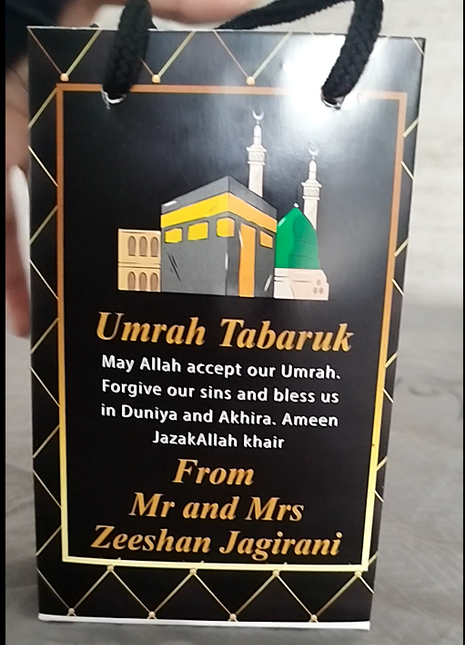 Umrah Tabaruk
May Allah accept our Umrah.
Forgive our sins and bless us
in Duniya and Akhira. Ameen
JazakAllah khair
From
Mr and Mrs
Zeeshan Jagirani